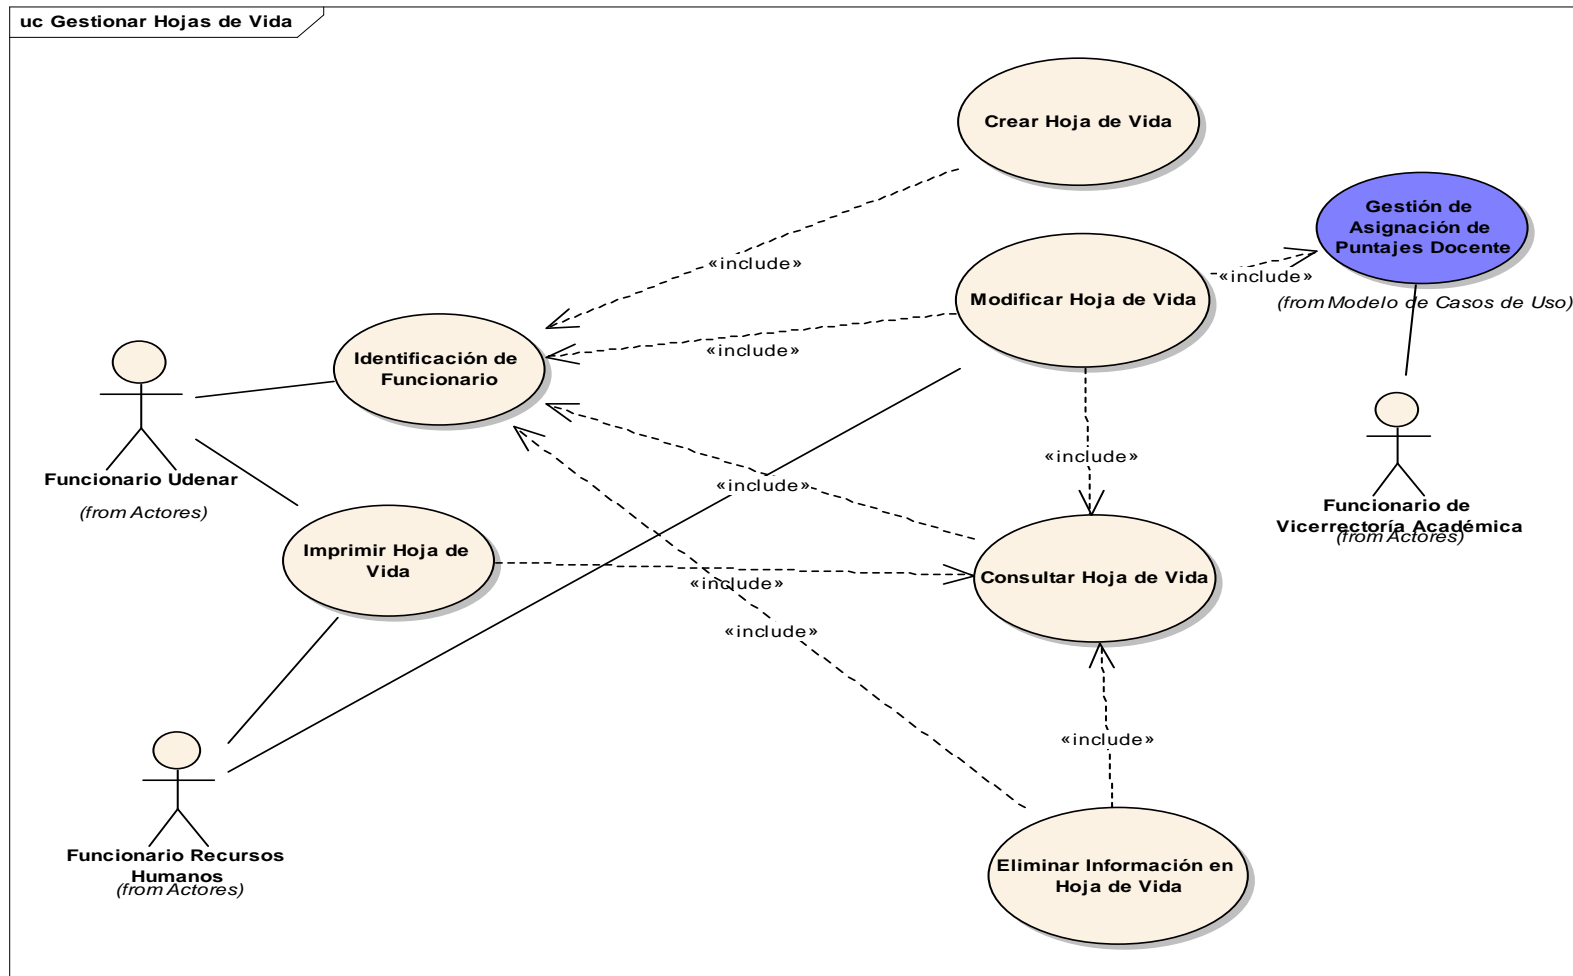 uc Gestionar Hojas de Vida
Crear Hoja de Vida
Gestión de
Asignación de
Puntajes Docente
(from Modelo de Casos de Uso)
«include»
«include»
Modificar Hoja de Vida
«include»
Identificación de
Funcionario
Funcionario Udenar
(from Actores)
«include»
«include»
Funcionario de
Vicerrectoría Académica
(from Actores)
Imprimir Hoja de
Vida
«include»
Consultar Hoja de Vida
«include»
«include»
Funcionario Recursos
Humanos
(from Actores)
Eliminar Información en
Hoja de Vida